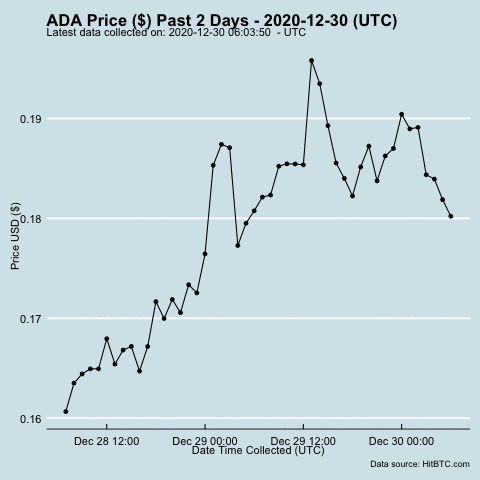 ADA Price ($) Past 2 Days - 2020-12-30 (UTC)
Latest data collected on: 2020-12-30 06:03:50  - UTC
0.19
0.18
0.17
0.16
Price USD ($)
Dec 28 12:00 Dec 29 00:00 Dec 29 12:00 Dec 30 00:00
Date Time Collected (UTC)
Data source: HitBTC.com